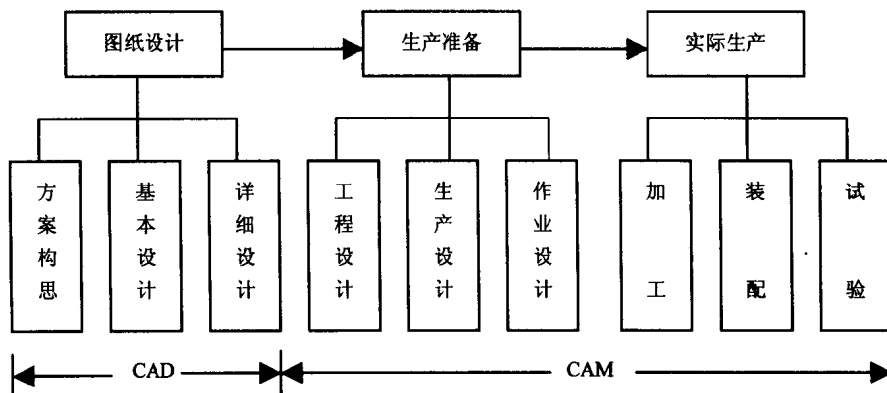 图纸设计
生产准备
实际生产
方案构思
基本设计
详细设计
工程设计
生产设计
作业设计
加工
装配
试验
CAD
CAM